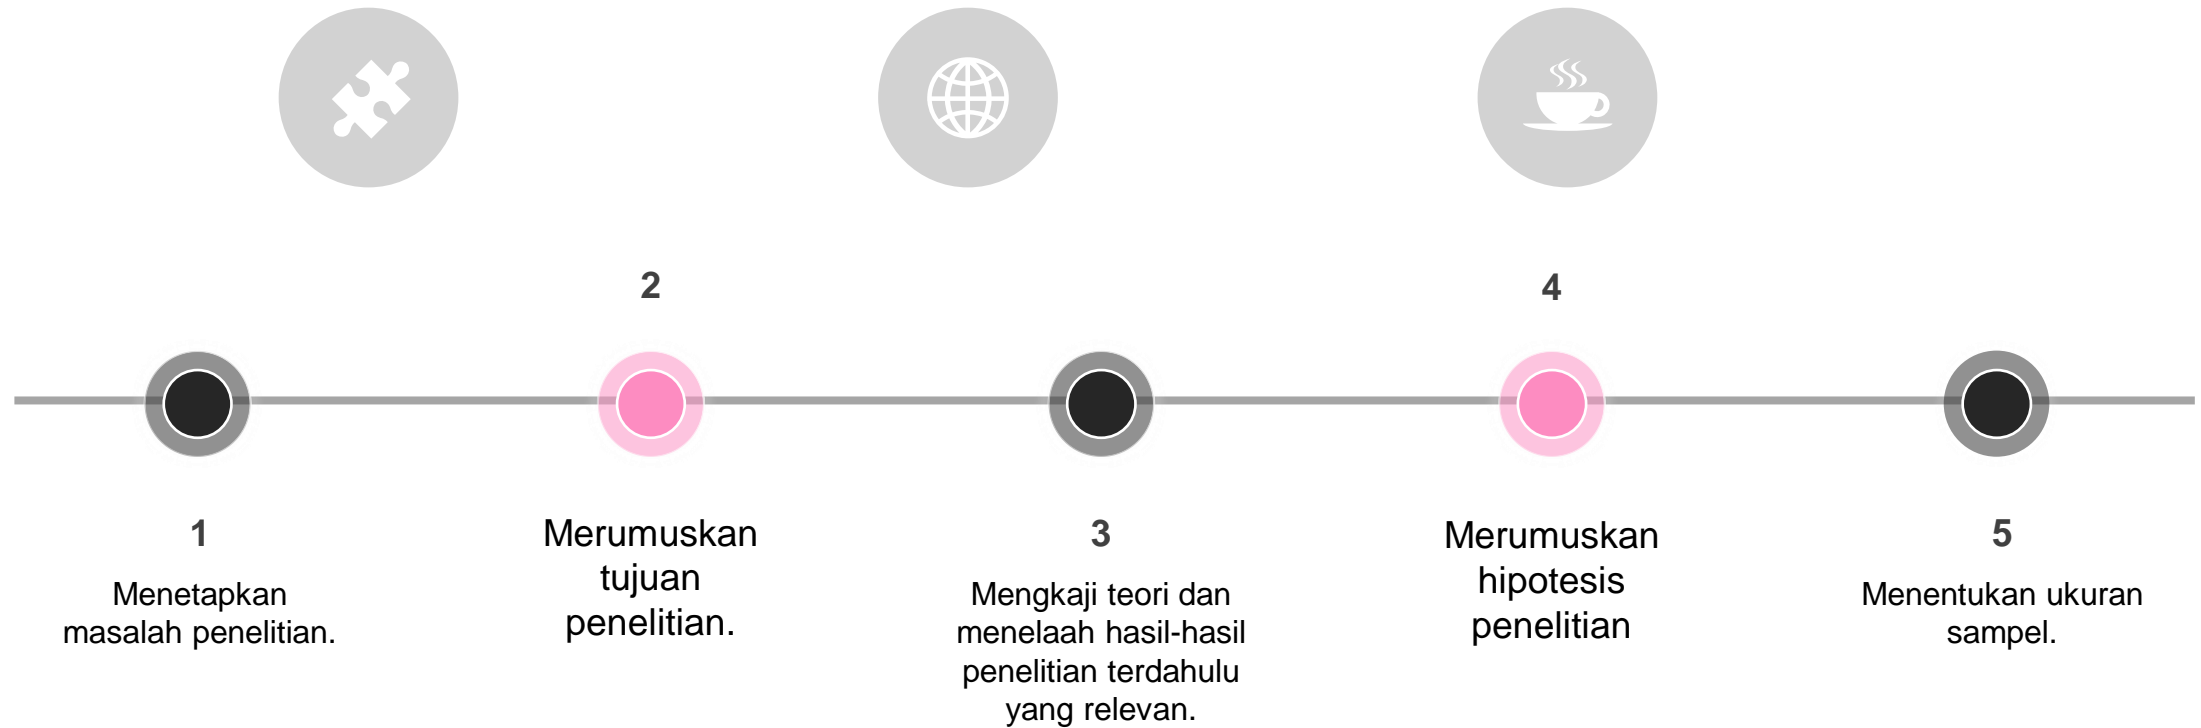 1
Menetapkan
masalah penelitian.
2
Merumuskan
tujuan
penelitian.
3
Mengkaji teori dan
menelaah hasil-hasil
penelitian terdahulu
yang relevan.
4
Merumuskan
hipotesis
penelitian
5
Menentukan ukuran
sampel.